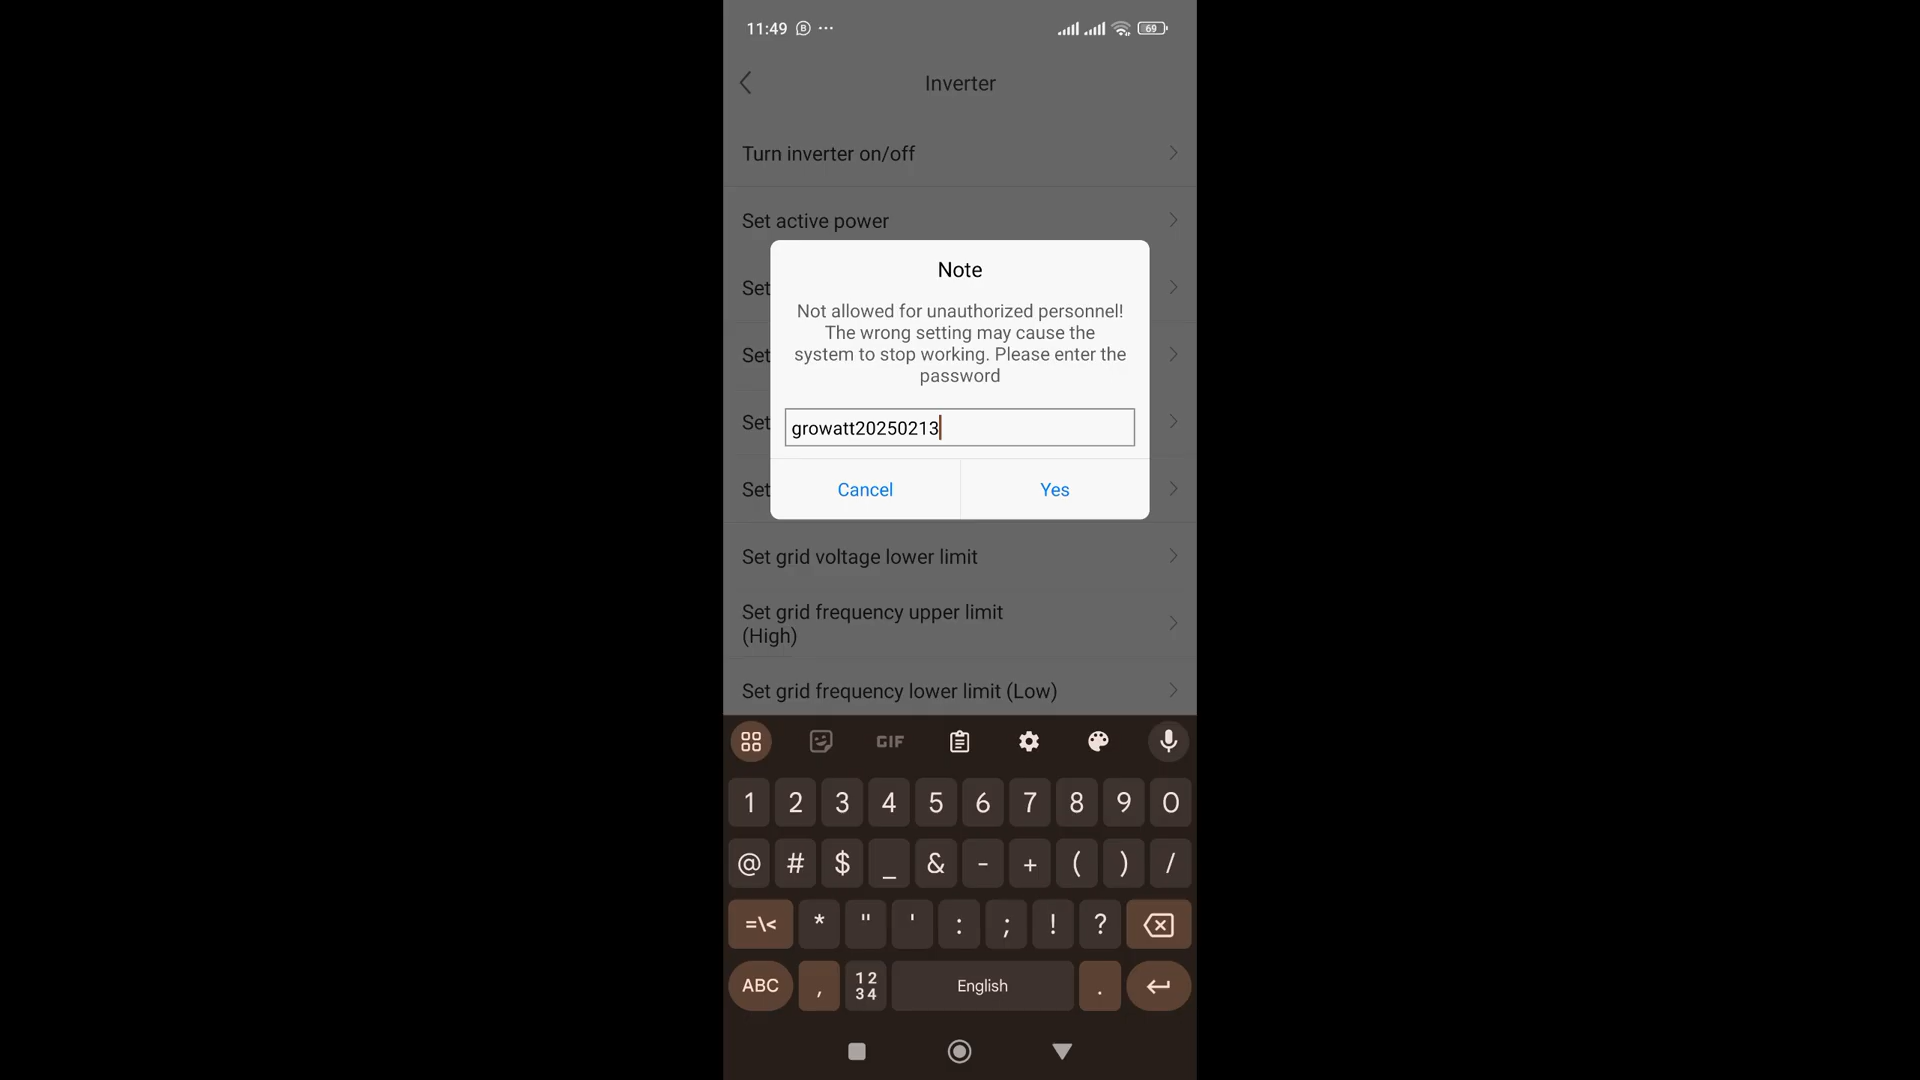 11:49
69
Inverter
Turn inverter on/off
Set active power
Set
Set
Set
Set
Note
Not allowed for unauthorized personnel!
The wrong setting may cause the
system to stop working. Please enter the
password
growatt20250213
Cancel
Yes
Set grid voltage lower limit
Set grid frequency upper limit
(High)
Set grid frequency lower limit (Low)
GIF
1 2 3 4 5 6 7 8 9 0
@ # $ _ & - + ( ) /
=\< * " ' : ; ! ?
ABC , 12 34 English .